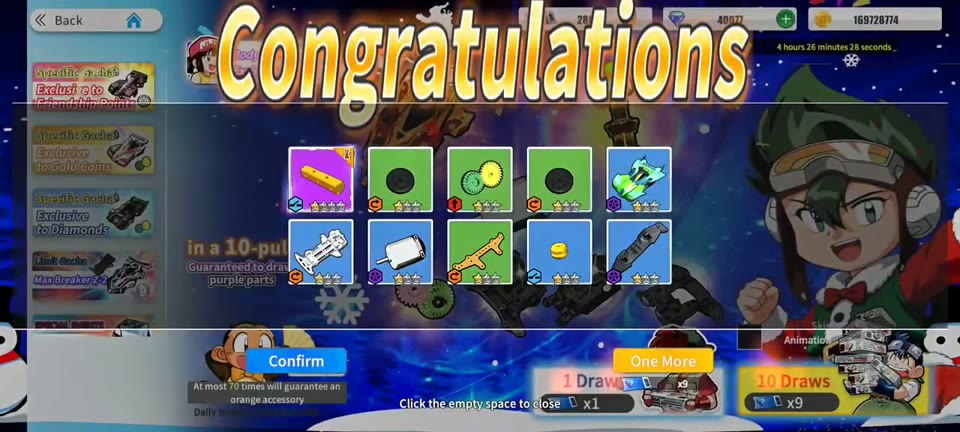 Back
Congratulations
169728774
4 hours 26 minutes 28 seconds
Specific Gacha!
Exclusive to
Friendship Points
Specific Gacha!
Exclusive
to Gold Coins
Specific Gacha!
Exclusive
to Diamonds
Limit Gacha
Max Breaker Z-2
in a 10-pul
Guaranteed to draw
purple parts
Confirm
One More
Animation
At most 70 times will guarantee an
orange accessory
1 Draw
x9
x1
10 Draws
x9
Click the empty space to close